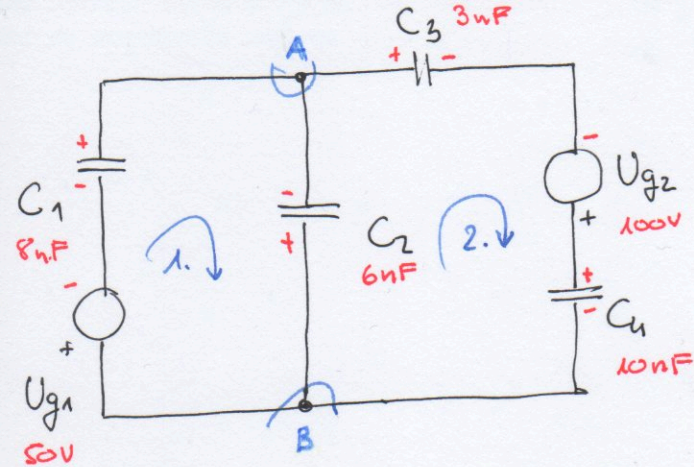 C3 3nF
A
+ -
+
-
-
-
C1
8nF
1.
+
C2
6nF
2.
Ug2
+
100V
-
+
+
-
C4
10nF
Ug1
50V
B